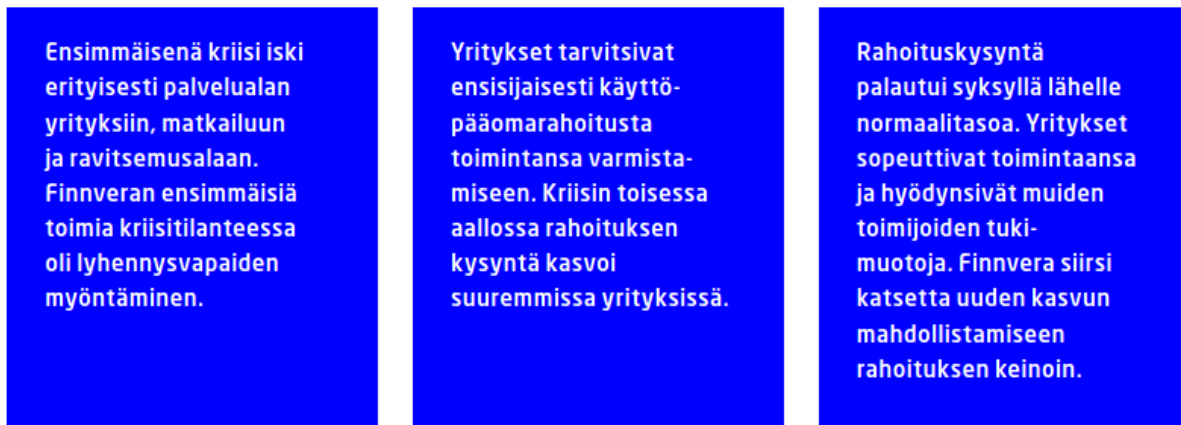 Ensimmäisenä kriisi iski
erityisesti palvelualan
yrityksiin, matkailuun
ja ravitsemusalaan.
Finnveran ensimmäisiä
toimia kriisitilanteessa
oli lyhennysvapaiden
myöntäminen.
Yritykset tarvitsivat
ensisijaisesti käyttö-
pääomarahoitusta
toimintansa varmista-
miseen. Kriisin toisessa
aallossa rahoituksen
kysyntä kasvoi
suuremmissa yrityksissä.
Rahoituskysyntä
palautui syksyllä lähelle
normaalitasoa. Yritykset
sopeuttivat toimintaansa
ja hyödynsivät muiden
toimijoiden tuki-
muotoja. Finnvera siirsi
katsetta uuden kasvun
mahdollistamiseen
rahoituksen keinoin.